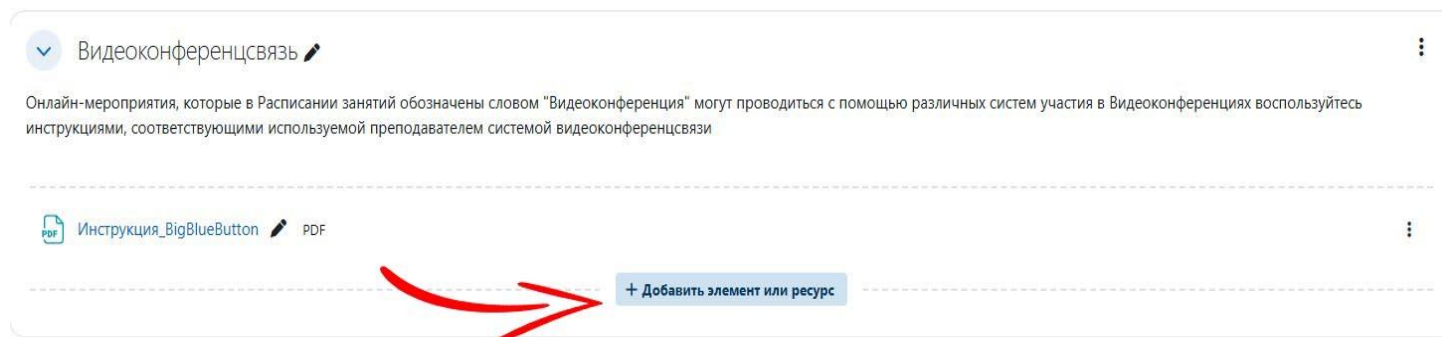 Видеоконференцсвязь
Онлайн-мероприятия, которые в Расписании занятий обозначены словом "Видеоконференция" могут проводиться с помощью различных систем участия в Видеоконференциях воспользуйтесь
инструкциями, соответствующими используемой преподавателем системой видеоконференцсвязи
PDF Инструкция_BigBlueButton PDF
+ Добавить элемент или ресурс